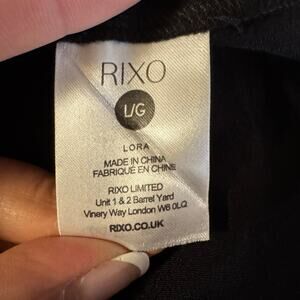 RIXO
L/G
LORA
MADE IN CHINA
FABRIQUÉ EN CHINE
RIXO LIMITED
Unit 1 & 2 Barrel Yard
Vinery Way London W6 0LQ
RIXO.CO.UK